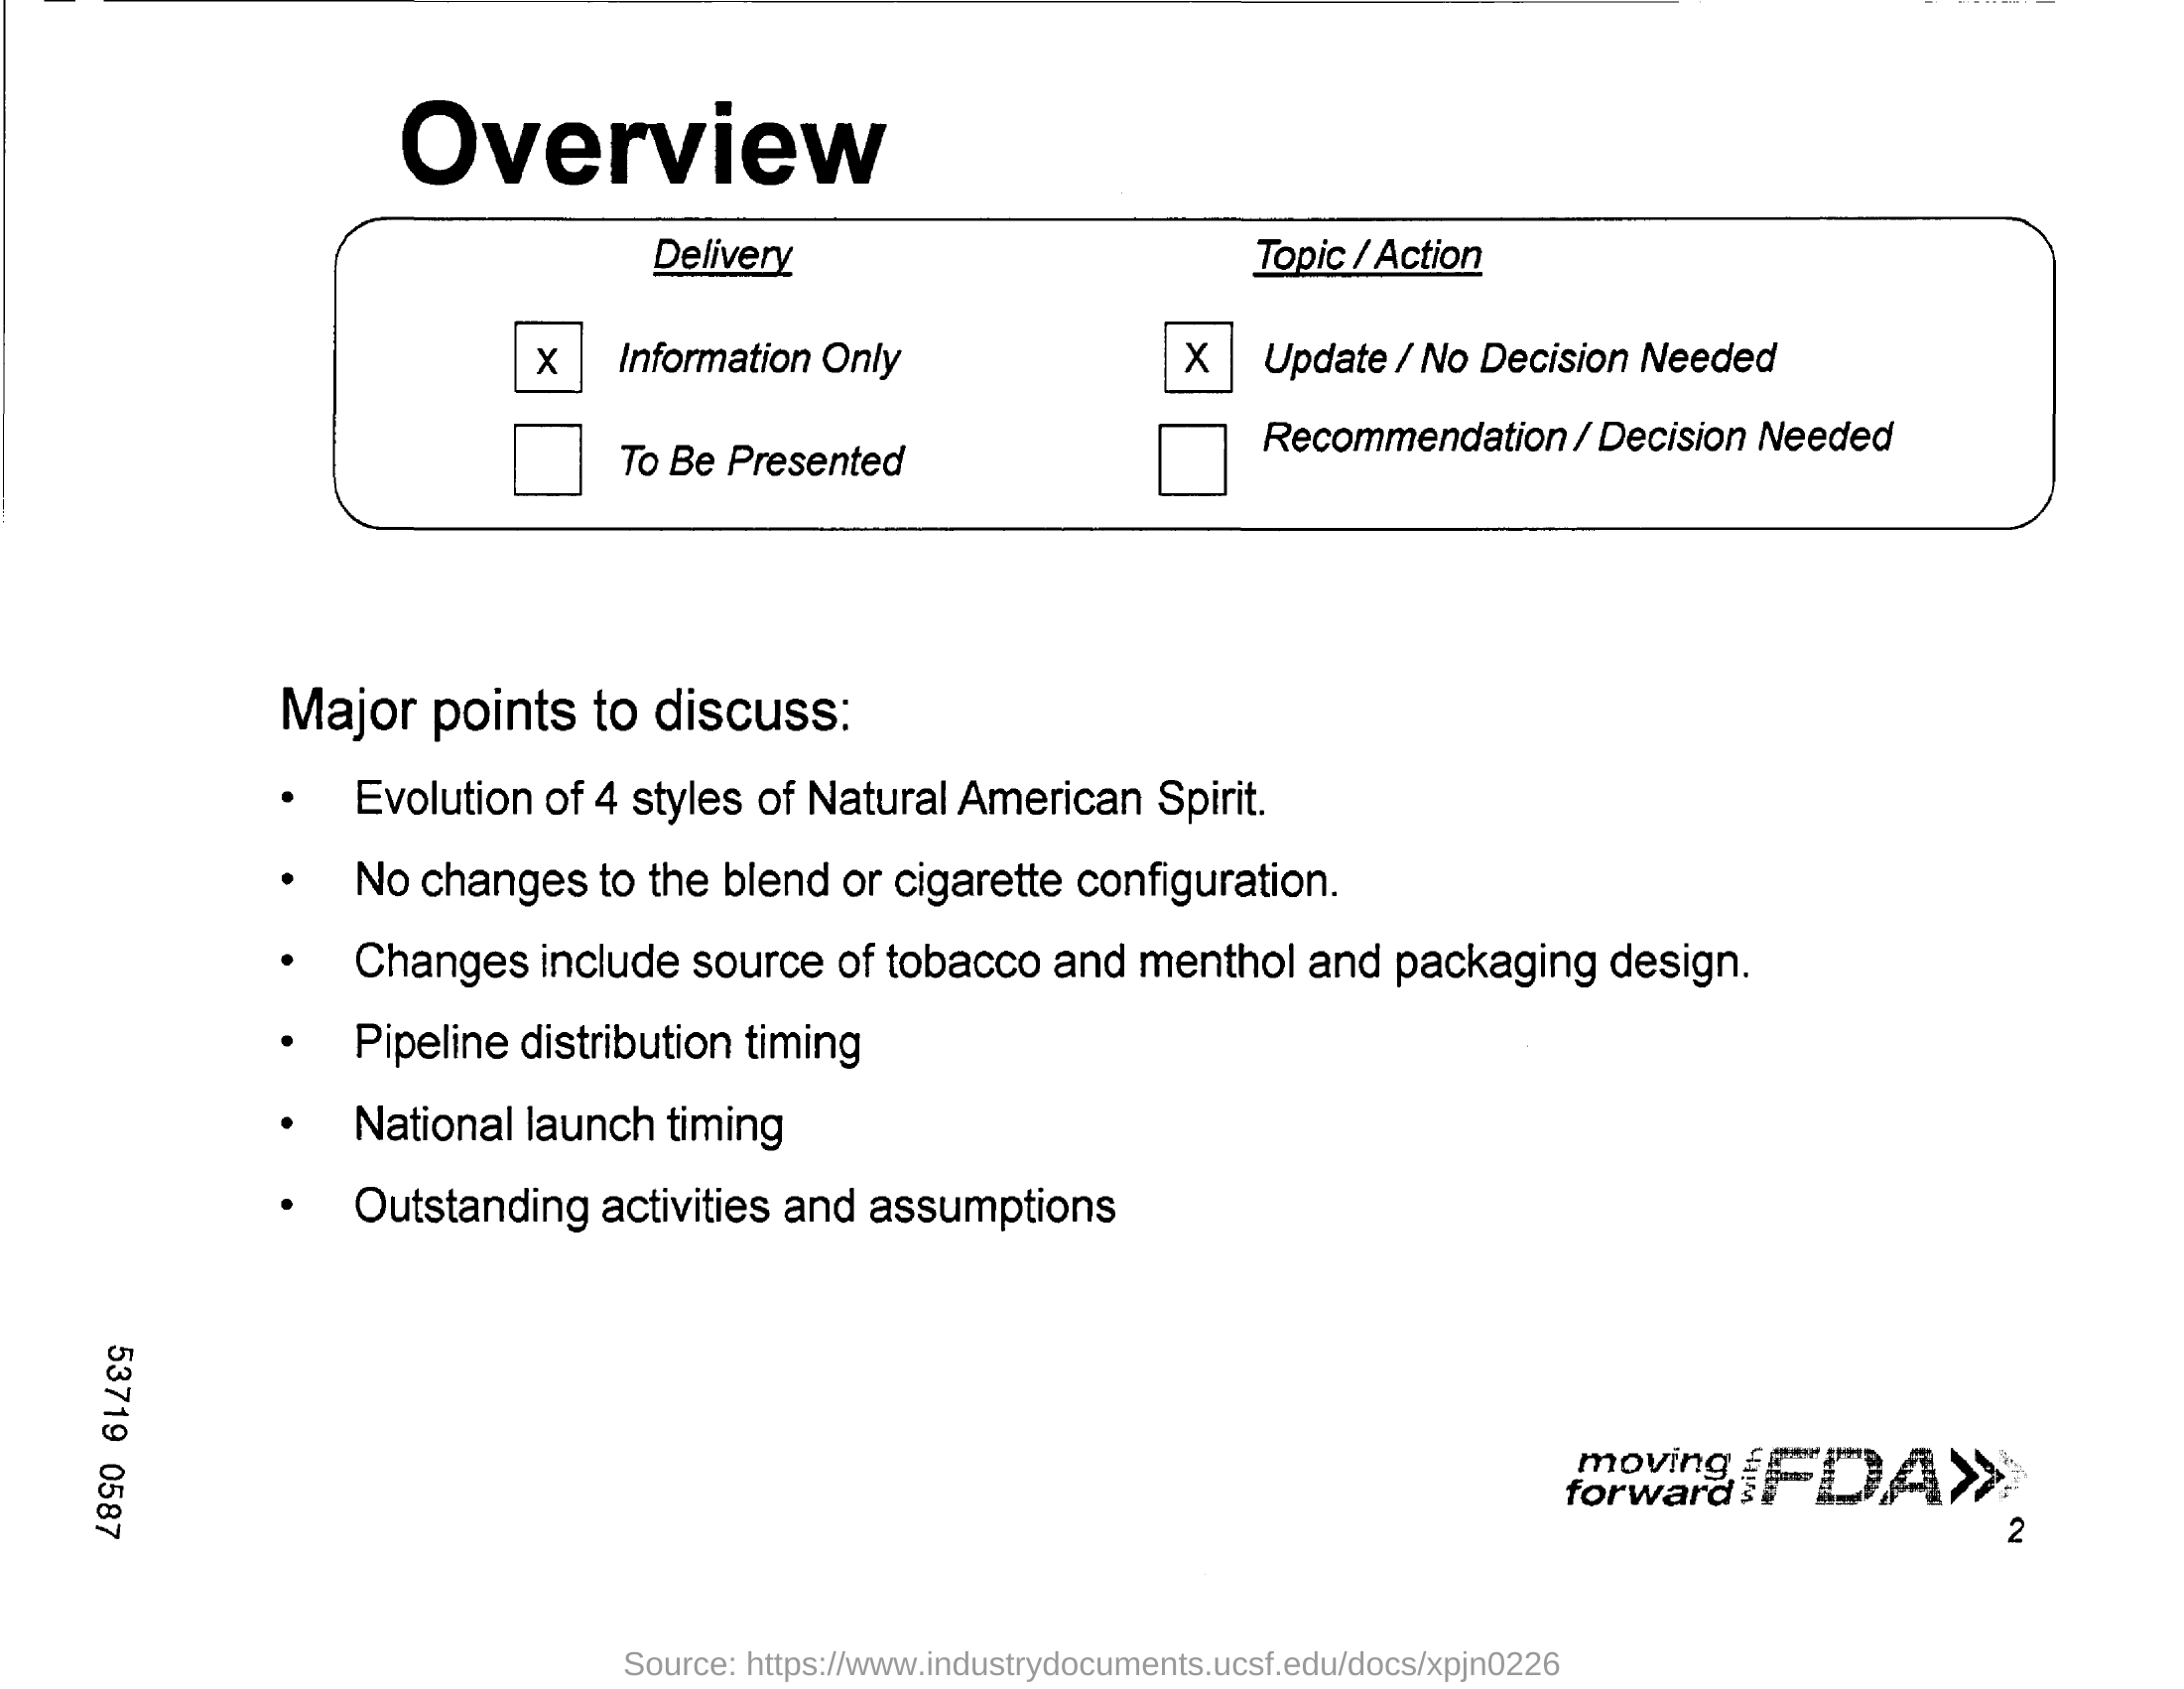 Overview
Delivery
Topic / Action
X Information Only
X Update / No Decision Needed
To Be Presented
Recommendation / Decision Needed
Major points to discuss:
• Evolution of 4 styles of Natural American Spirit.
• No changes to the blend or cigarette configuration.
• Changes include source of tobacco and menthol and packaging design.
• Pipeline distribution timing
• National launch timing
• Outstanding activities and assumptions
53719 0587
moving
forward
with
FDA
2
Source: https://www.industrydocuments.ucsf.edu/docs/xpjn0226